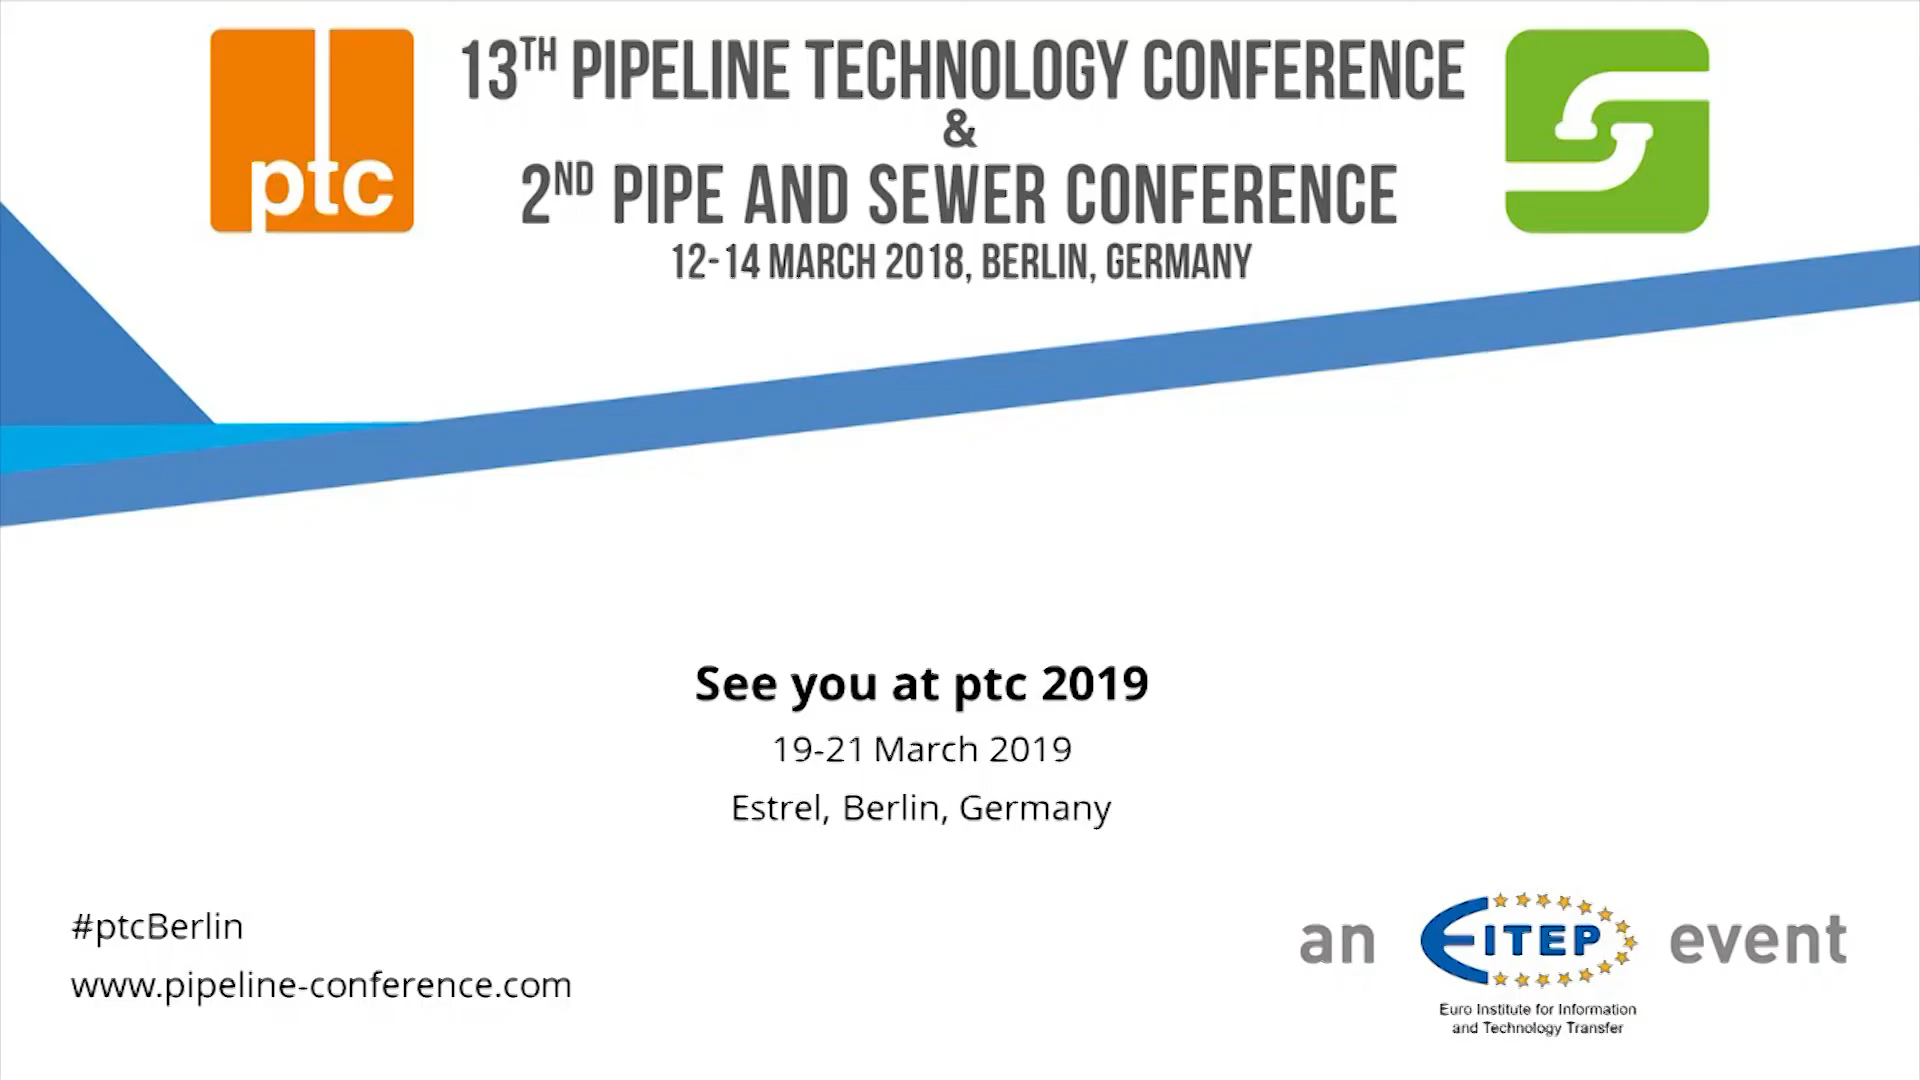 ptc
13TH PIPELINE TECHNOLOGY CONFERENCE
&
2ND PIPE AND SEWER CONFERENCE
12-14 MARCH 2018, BERLIN, GERMANY
See you at ptc 2019
19-21 March 2019
Estrel, Berlin, Germany
#ptcBerlin
www.pipeline-conference.com
an EITEP event
Euro Institute for Information
and Technology Transfer